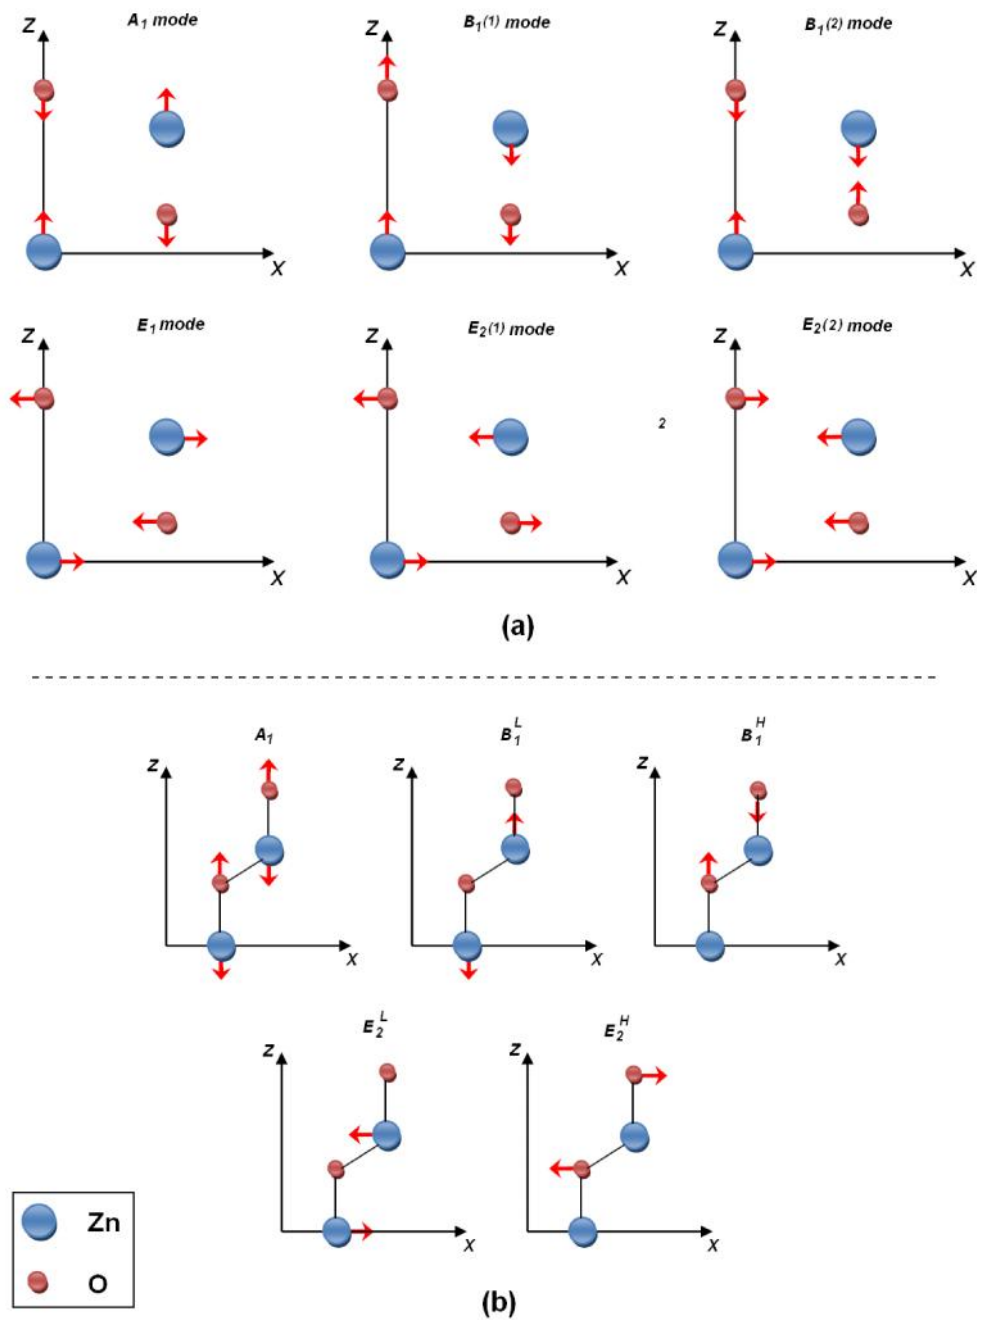 A1 mode
B1(1) mode
B1(2) mode
Z
Z
Z
X
X
X
E1 mode
E2(1) mode
E2(2) mode
Z
Z
Z
2
X
X
X
(a)
A1
B1L
B1H
Z
Z
Z
X
X
X
E2L
E2H
Z
Z
X
X
Zn
O
(b)